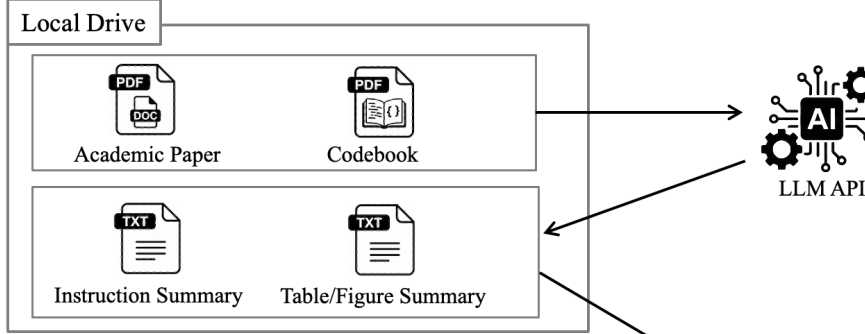 Local Drive
PDF
DOC
Academic Paper
PDF
{}
Codebook
AI
LLM API
TXT
Instruction Summary
TXT
Table/Figure Summary